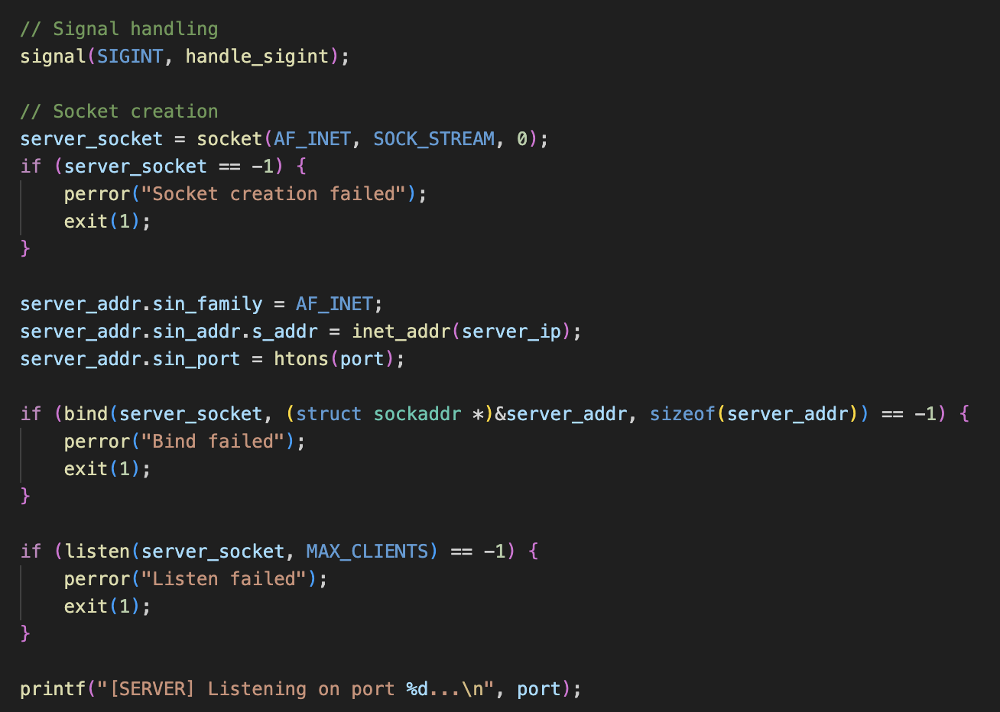 // Signal handling
signal(SIGINT, handle_sigint);
// Socket creation
server_socket = socket(AF_INET, SOCK_STREAM, 0);
if (server_socket == -1) {
    perror("Socket creation failed");
    exit(1);
}
server_addr.sin_family = AF_INET;
server_addr.sin_addr.s_addr = inet_addr(server_ip);
server_addr.sin_port = htons(port);
if (bind(server_socket, (struct sockaddr *)&server_addr, sizeof(server_addr)) == -1) {
    perror("Bind failed");
    exit(1);
}
if (listen(server_socket, MAX_CLIENTS) == -1) {
    perror("Listen failed");
    exit(1);
}
printf("[SERVER] Listening on port %d...\n", port);